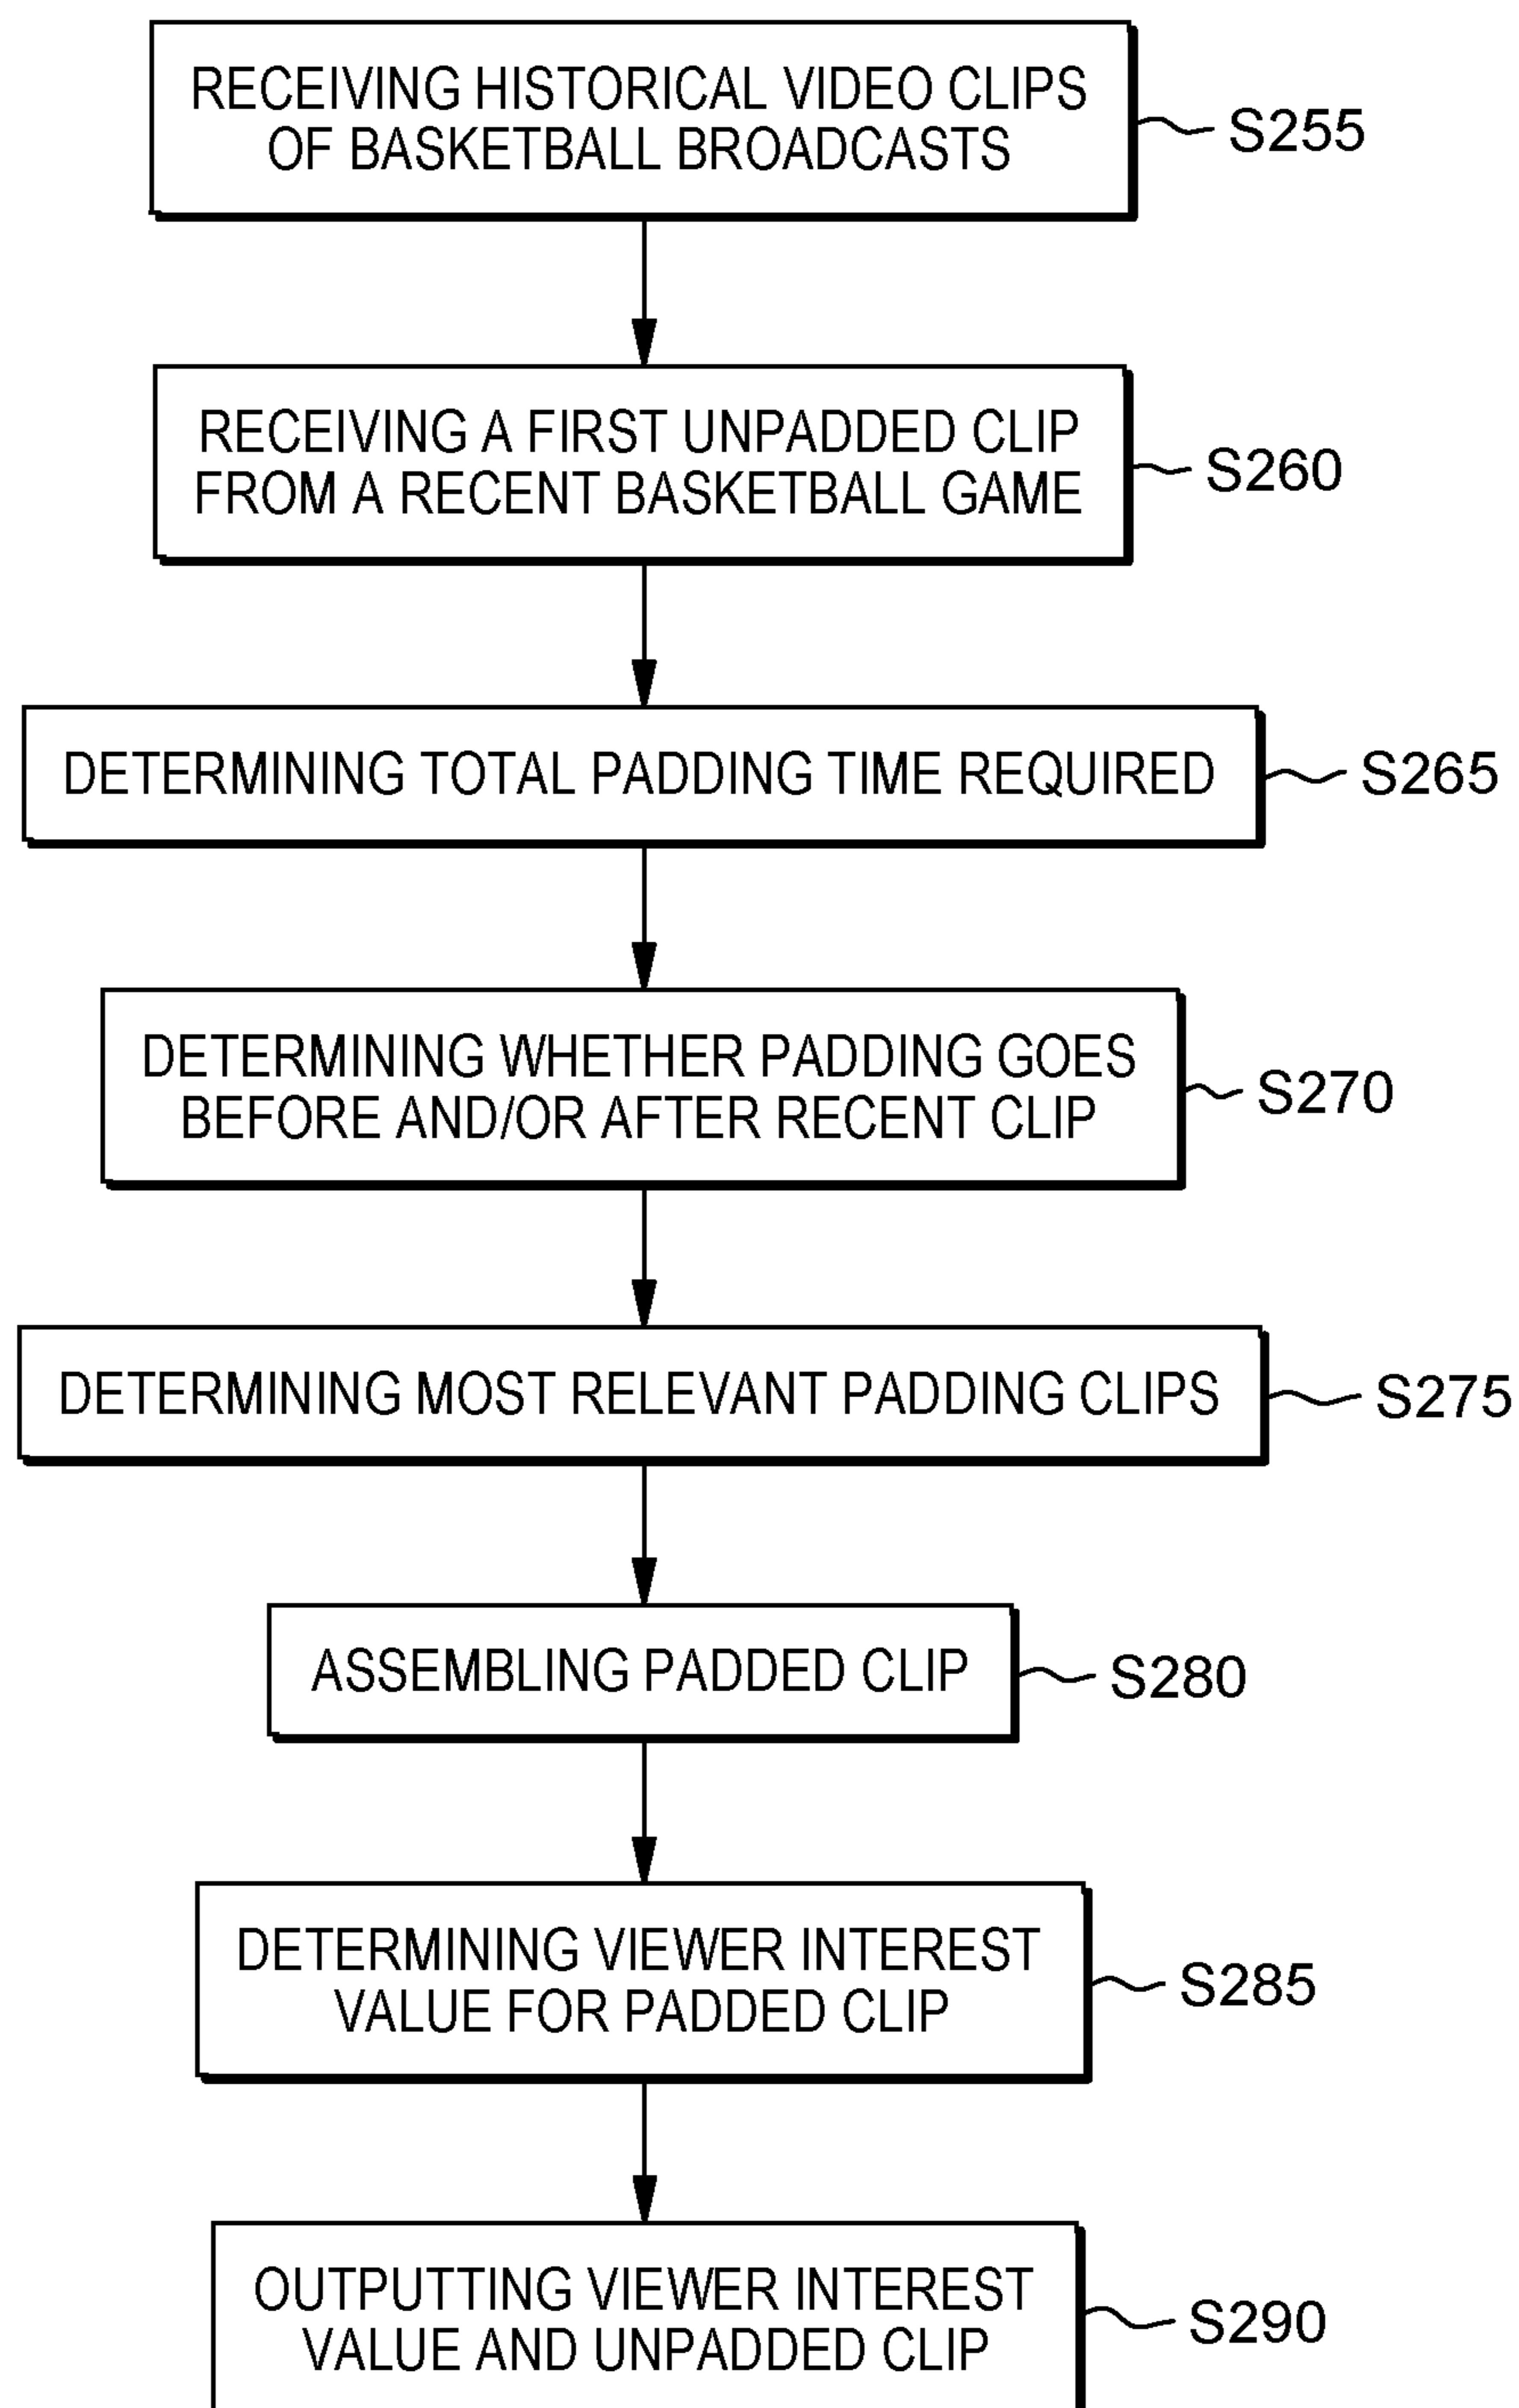 RECEIVING HISTORICAL VIDEO CLIPS
OF BASKETBALL BROADCASTS
S255
RECEIVING A FIRST UNPADDED CLIP
FROM A RECENT BASKETBALL GAME
S260
DETERMINING TOTAL PADDING TIME REQUIRED
S265
DETERMINING WHETHER PADDING GOES
BEFORE AND/OR AFTER RECENT CLIP
S270
DETERMINING MOST RELEVANT PADDING CLIPS
S275
ASSEMBLING PADDED CLIP
S280
DETERMINING VIEWER INTEREST
VALUE FOR PADDED CLIP
S285
OUTPUTTING VIEWER INTEREST
VALUE AND UNPADDED CLIP
S290